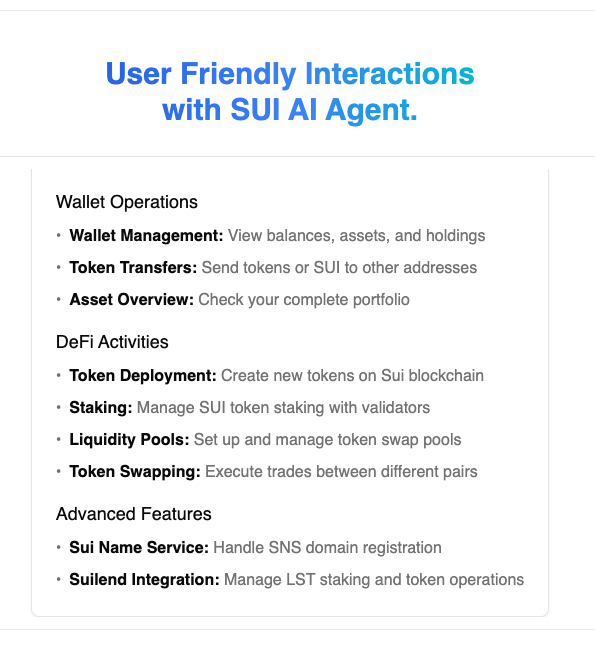 User Friendly Interactions
with SUI AI Agent.
Wallet Operations
• Wallet Management: View balances, assets, and holdings
• Token Transfers: Send tokens or SUI to other addresses
• Asset Overview: Check your complete portfolio
DeFi Activities
• Token Deployment: Create new tokens on Sui blockchain
• Staking: Manage SUI token staking with validators
• Liquidity Pools: Set up and manage token swap pools
• Token Swapping: Execute trades between different pairs
Advanced Features
• Sui Name Service: Handle SNS domain registration
• Suilend Integration: Manage LST staking and token operations